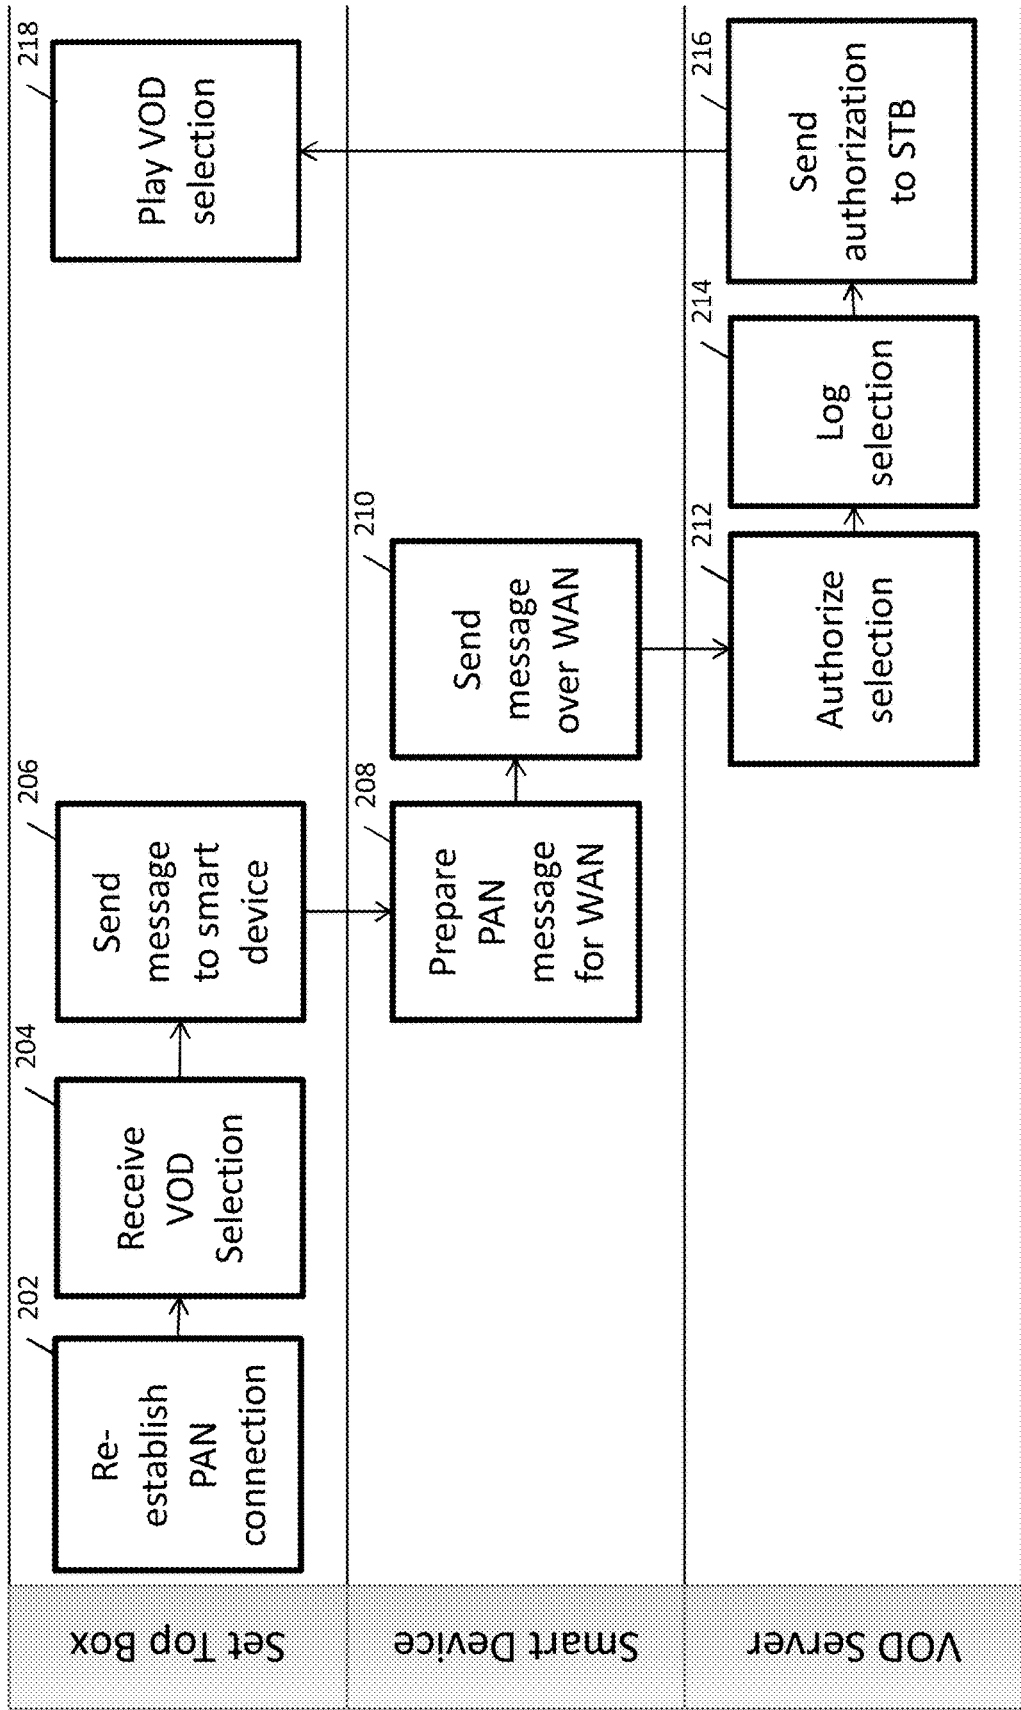 Set Top Box
202
Re-
establish
PAN
connection
204
Receive
VOD
Selection
206
Send
message
to smart
device
218
Play VOD
selection
Smart Device
208
Prepare
PAN
message
for WAN
210
Send
message
over WAN
VOD Server
212
Authorize
selection
214
Log
selection
216
Send
authorization
to STB